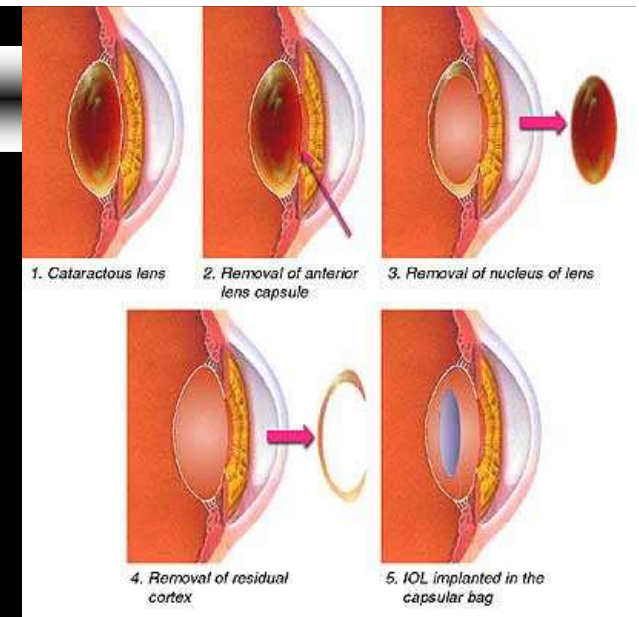 1. Cataractous lens
2. Removal of anterior
lens capsule
3. Removal of nucleus of lens
4. Removal of residual
cortex
5. IOL implanted in the
capsular bag